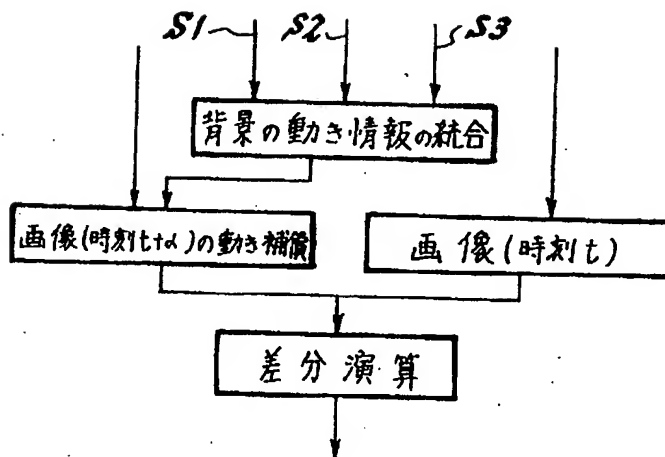 S1 S2 S3
背景の動き情報の統合
画像(時刻t+α)の動き補償
画像(時刻t)
差分演算